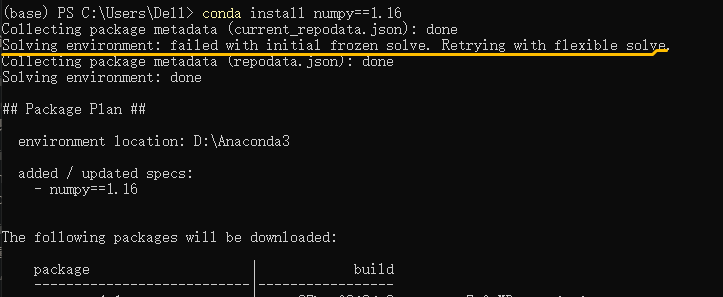 (base) PS C:\Users\Dell> conda install numpy==1.16
Collecting package metadata (current_repodata.json): done
Solving environment: failed with initial frozen solve. Retrying with flexible solve.
Collecting package metadata (repodata.json): done
Solving environment: done
## Package Plan ##
environment location: D:\Anaconda3
added / updated specs:
- numpy==1.16
The following packages will be downloaded:
package | build
---------------------------|-----------------